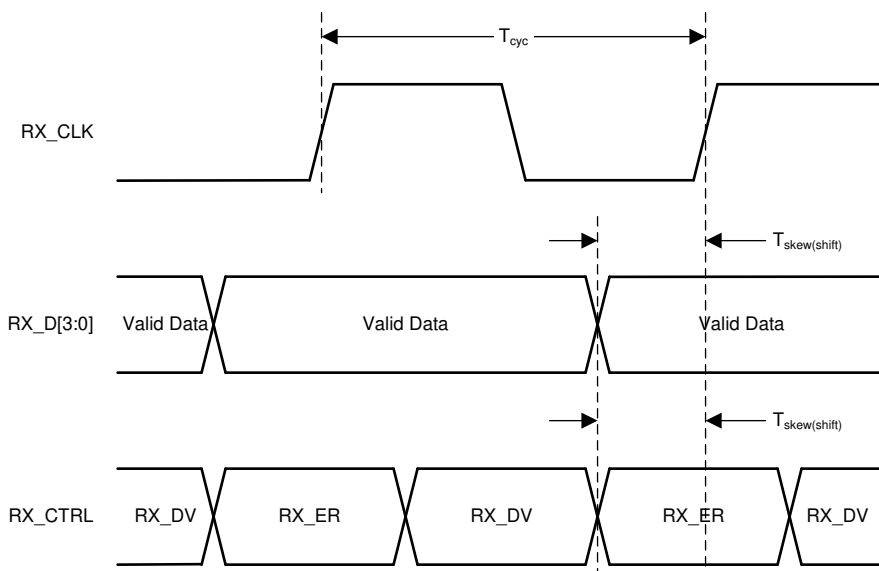 T_cyc
RX_CLK
T_skew(shift)
RX_D[3:0]
Valid Data
Valid Data
Valid Data
T_skew(shift)
RX_CTRL
RX_DV
RX_ER
RX_DV
RX_ER
RX_DV